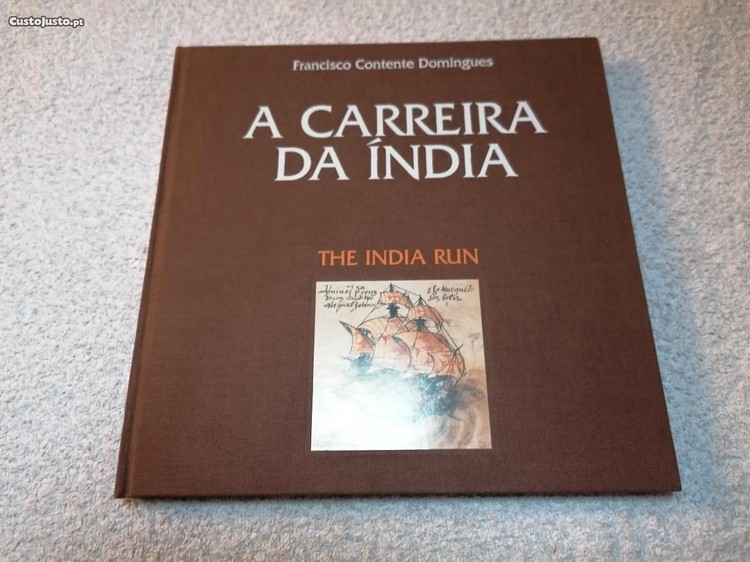 CustoJusto.pt
Francisco Contente Domingues
A CARREIRA
DA ÍNDIA
THE INDIA RUN